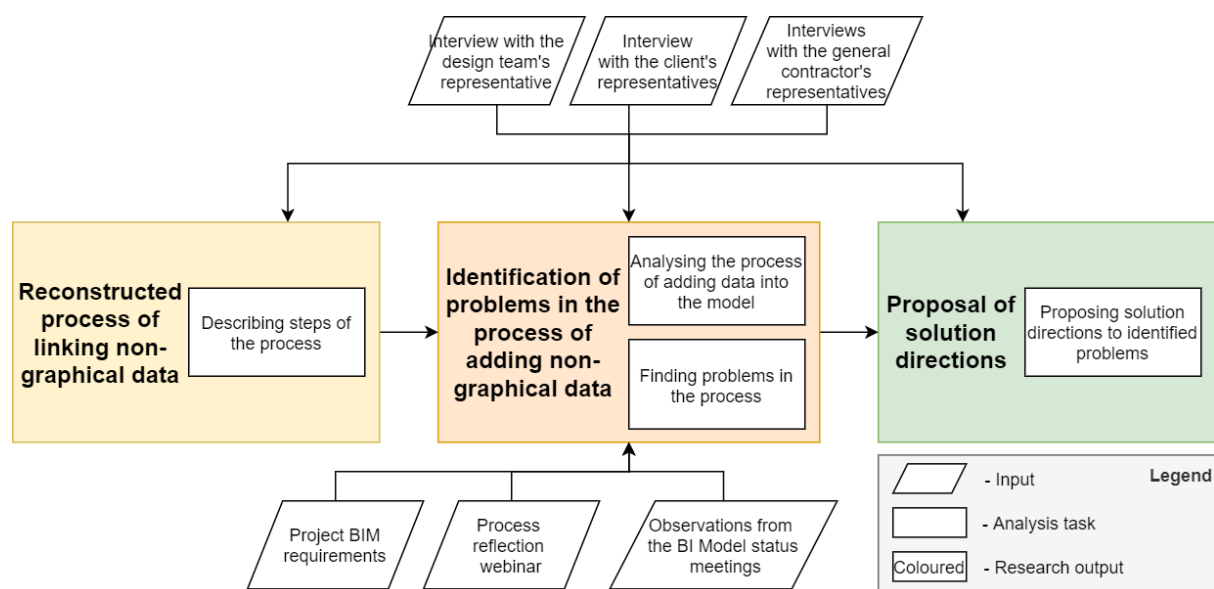 Interview with the
design team's
representative
Interview
with the client's
representatives
Interviews
with the general
contractor's
representatives
Reconstructed
process of
linking non-
graphical data
Describing steps of
the process
Identification of
problems in the
process of
adding non-
graphical data
Analysing the process
of adding data into
the model
Finding problems in
the process
Proposal of
solution
directions
Proposing solution
directions to identified
problems
Project BIM
requirements
Process
reflection
webinar
Observations from
the BI Model status
meetings
Legend
- Input
- Analysis task
Coloured
- Research output